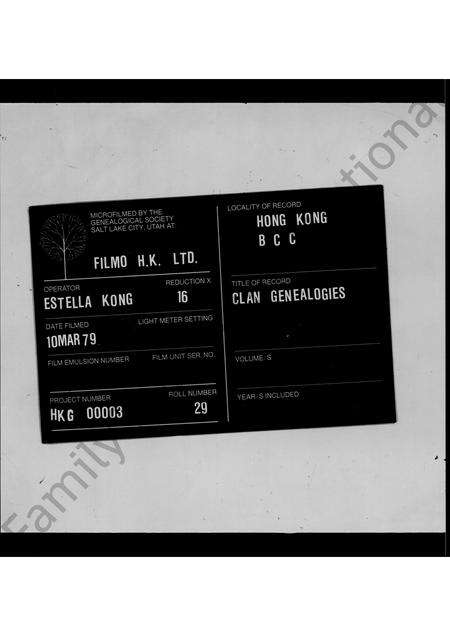 MICROFILMED BY THE
GENEALOGICAL SOCIETY
SALT LAKE CITY, UTAH AT:
FILMO H.K. LTD.
OPERATOR
REDUCTION X
ESTELLA KONG
16
DATE FILMED
LIGHT METER SETTING
10MAR79
FILM EMULSION NUMBER
FILM UNIT SER. NO.
PROJECT NUMBER
ROLL NUMBER
HKG 00003
29
LOCALITY OF RECORD
HONG KONG
B C C
TITLE OF RECORD
CLAN GENEALOGIES
VOLUME/S
YEAR/S INCLUDED
Family